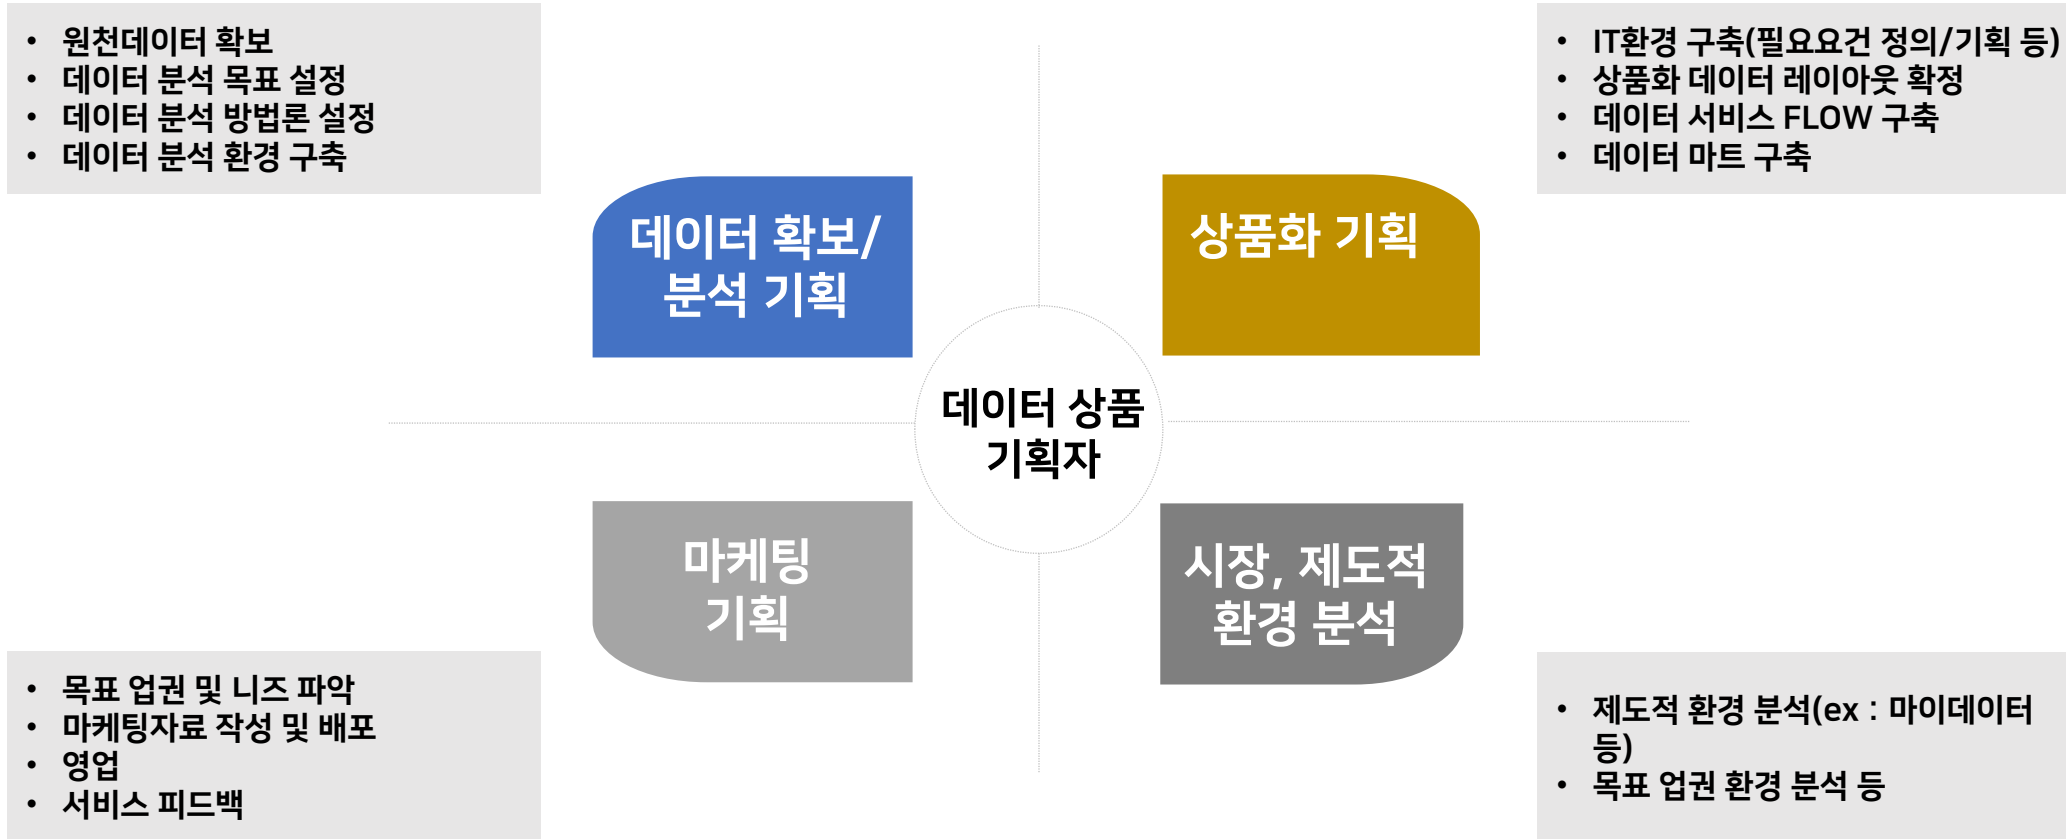 • 원천데이터 확보
• 데이터 분석 목표 설정
• 데이터 분석 방법론 설정
• 데이터 분석 환경 구축
• IT환경 구축(필요요건 정의/기획 등)
• 상품화 데이터 레이아웃 확정
• 데이터 서비스 FLOW 구축
• 데이터 마트 구축
데이터 확보/
분석 기획
상품화 기획
데이터 상품
기획자
마케팅
기획
시장, 제도적
환경 분석
• 목표 업권 및 니즈 파악
• 마케팅자료 작성 및 배포
• 영업
• 서비스 피드백
• 제도적 환경 분석(ex : 마이데이터
등)
• 목표 업권 환경 분석 등